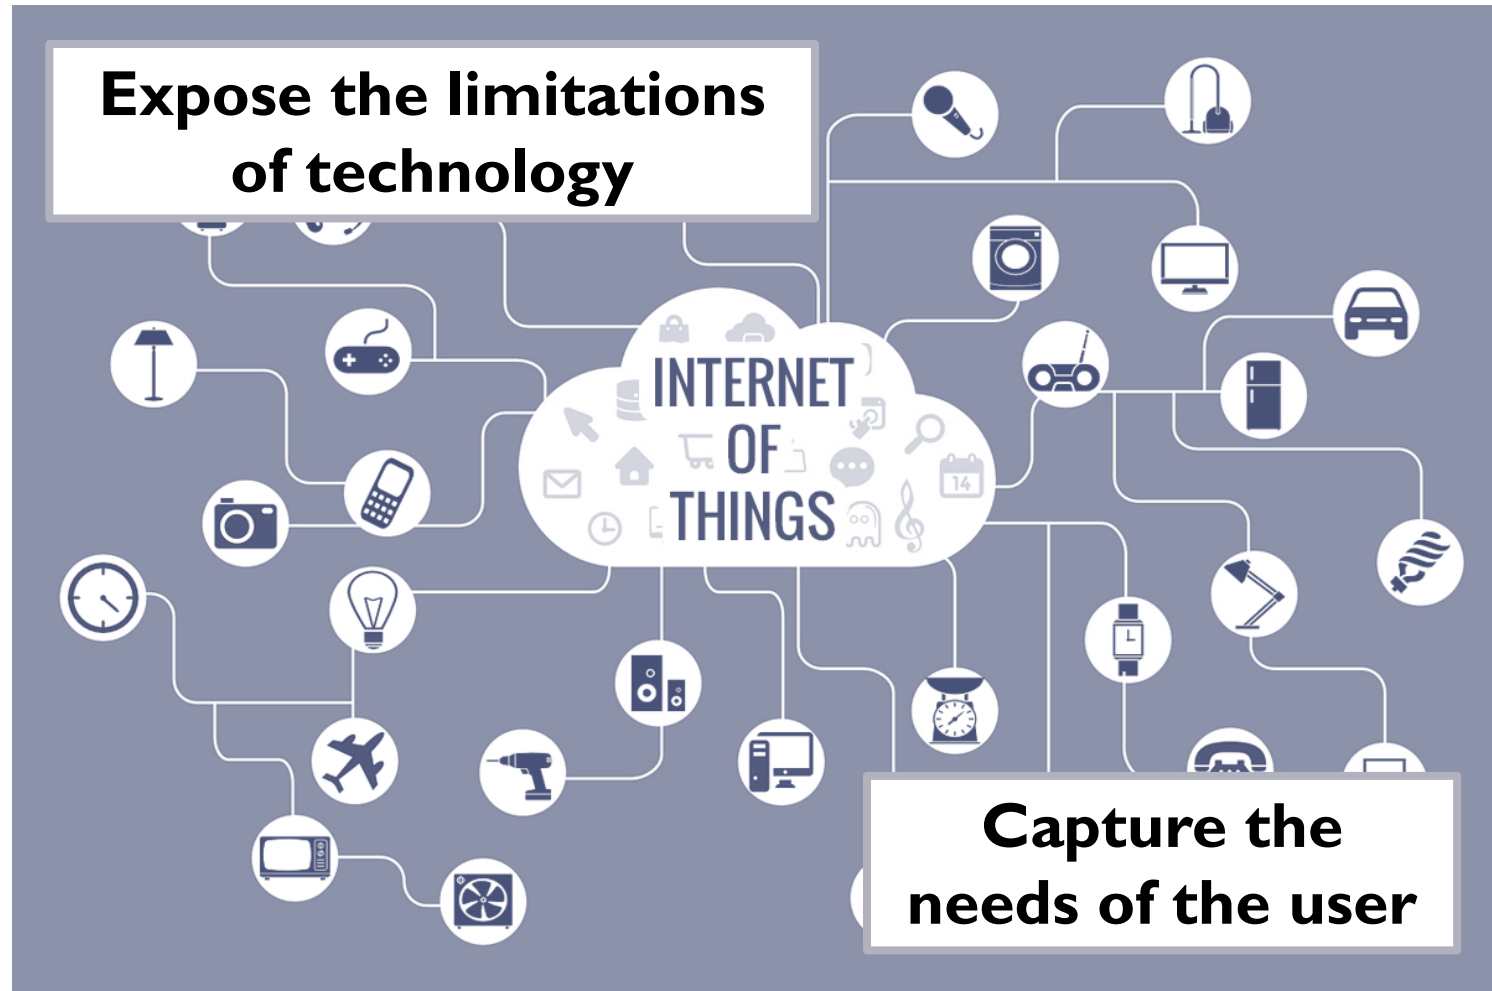 Expose the limitations
of technology
INTERNET
OF
THINGS
14
Capture the
needs of the user